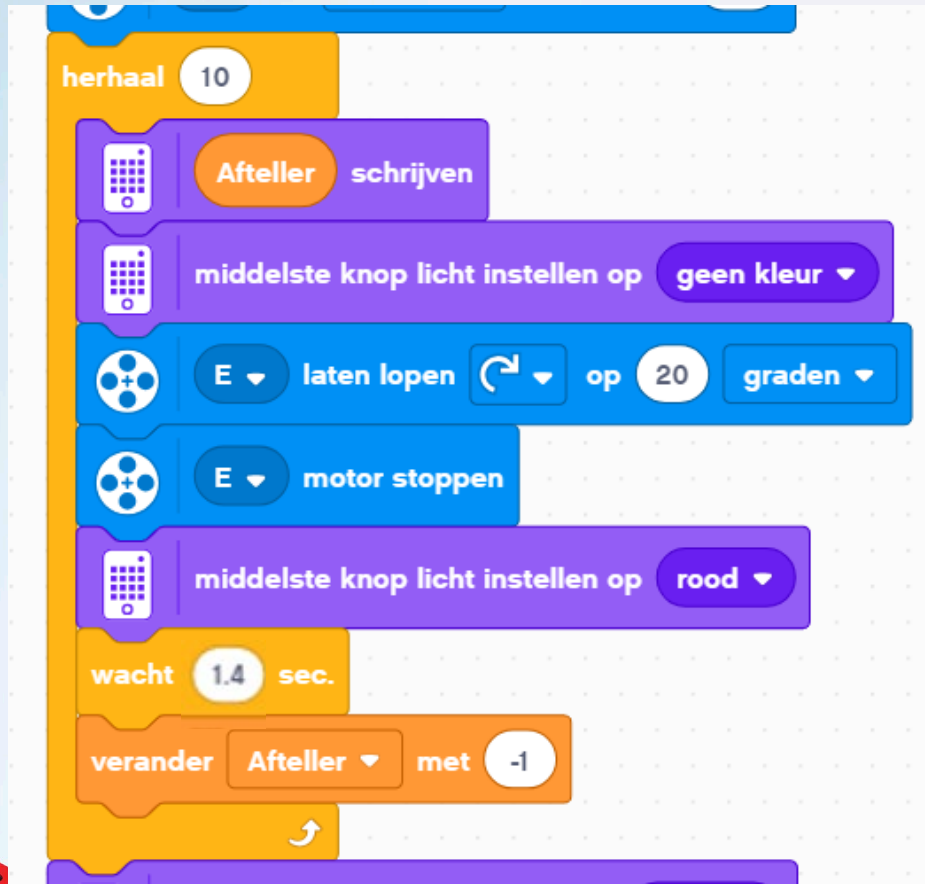 herhaal 10
Afteller schrijven
middelste knop licht instellen op geen kleur
E laten lopen op 20 graden
E motor stoppen
middelste knop licht instellen op rood
wacht 1.4 sec.
verander Afteller met -1